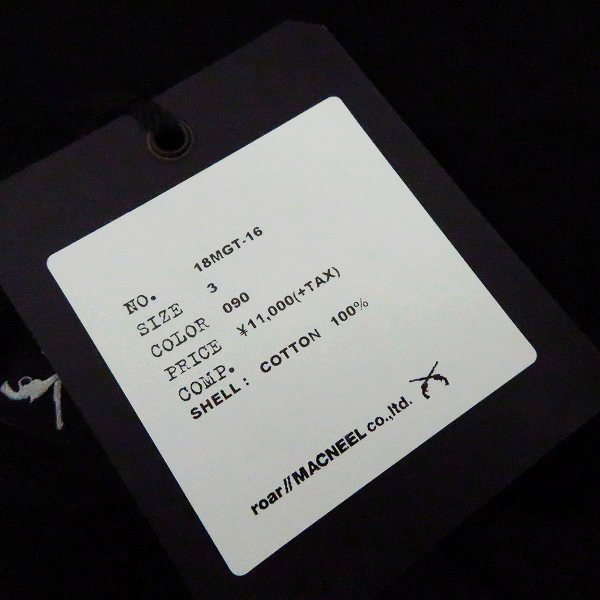 NO. 18MGT-16
SIZE 3
COLOR 090
PRICE ¥11,000(+TAX)
COMP.
SHELL: COTTON 100%
roar//MACNEEL co.,ltd.